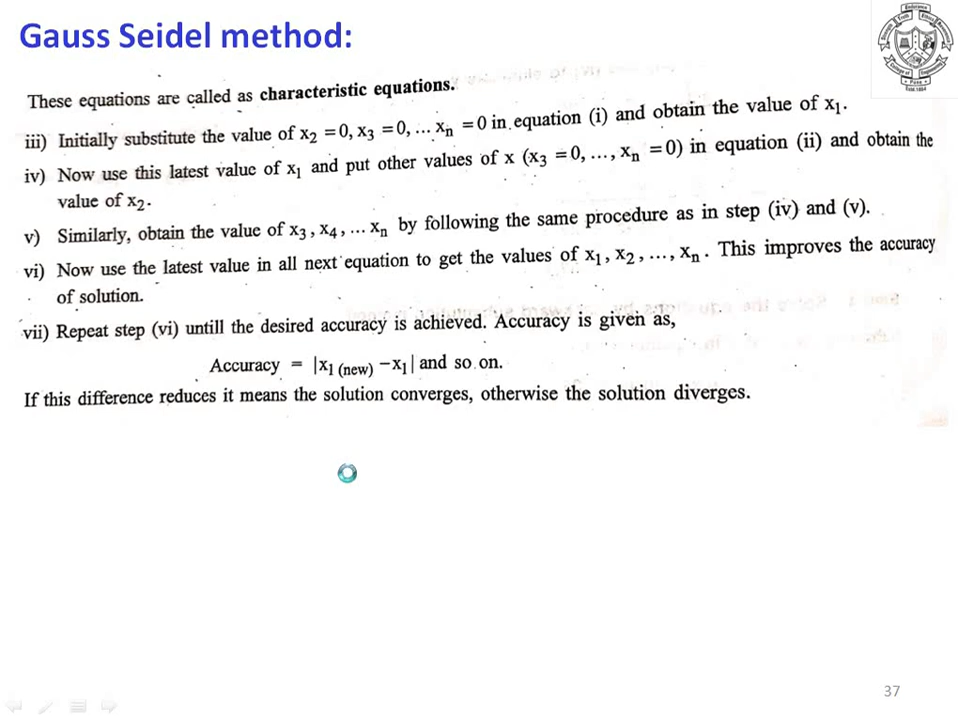 Gauss Seidel method:
These equations are called as characteristic equations.
iii) Initially substitute the value of x₂ = 0, x₃ = 0, ... xₙ = 0 in equation (i) and obtain the value of x₁.
iv) Now use this latest value of x₁ and put other values of x (x₃ = 0, ..., xₙ = 0) in equation (ii) and obtain the
value of x₂.
v) Similarly, obtain the value of x₃, x₄, ... xₙ by following the same procedure as in step (iv) and (v).
vi) Now use the latest value in all next equation to get the values of x₁, x₂, ..., xₙ. This improves the accuracy
of solution.
vii) Repeat step (vi) untill the desired accuracy is achieved. Accuracy is given as,
Accuracy = |x₁ (new) − x₁| and so on.
If this difference reduces it means the solution converges, otherwise the solution diverges.
37